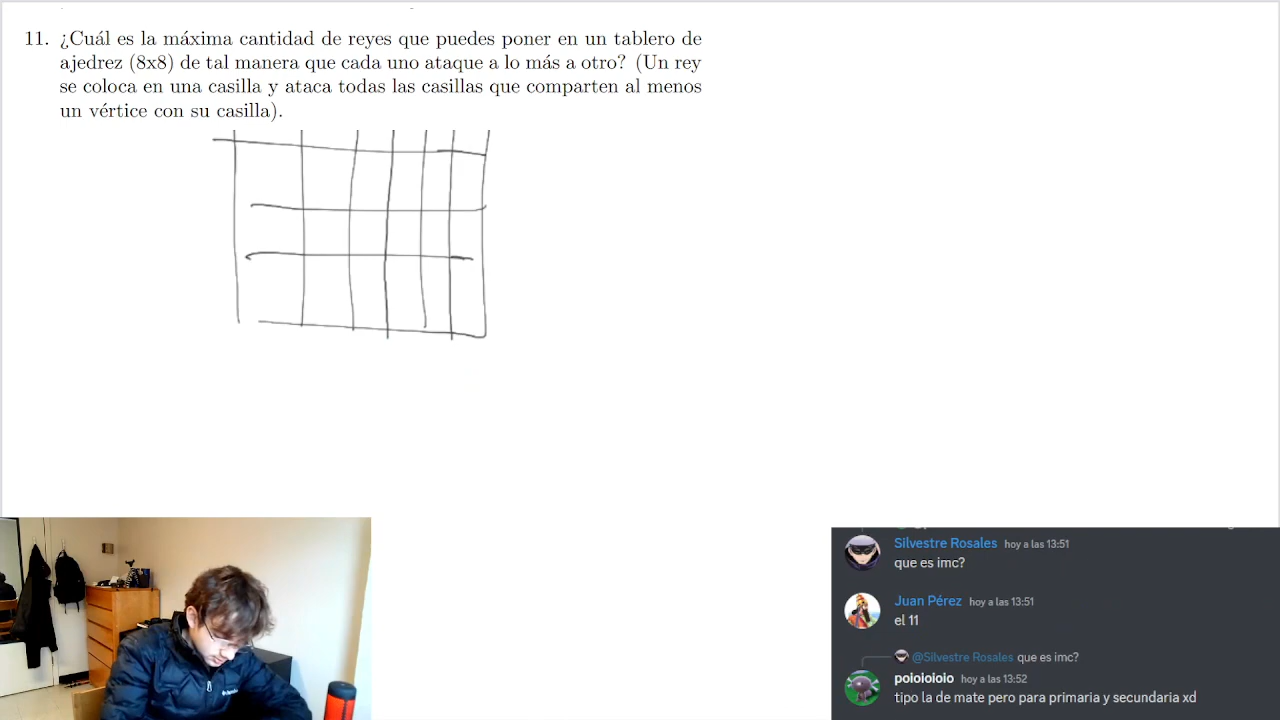 11. ¿Cuál es la máxima cantidad de reyes que puedes poner en un tablero de
ajedrez (8x8) de tal manera que cada uno ataque a lo más a otro? (Un rey
se coloca en una casilla y ataca todas las casillas que comparten al menos
un vértice con su casilla).
Silvestre Rosales hoy a las 13:51
que es imc?
Juan Pérez hoy a las 13:51
el 11
@Silvestre Rosales que es imc?
poioioioio hoy a las 13:52
tipo la de mate pero para primaria y secundaria xd